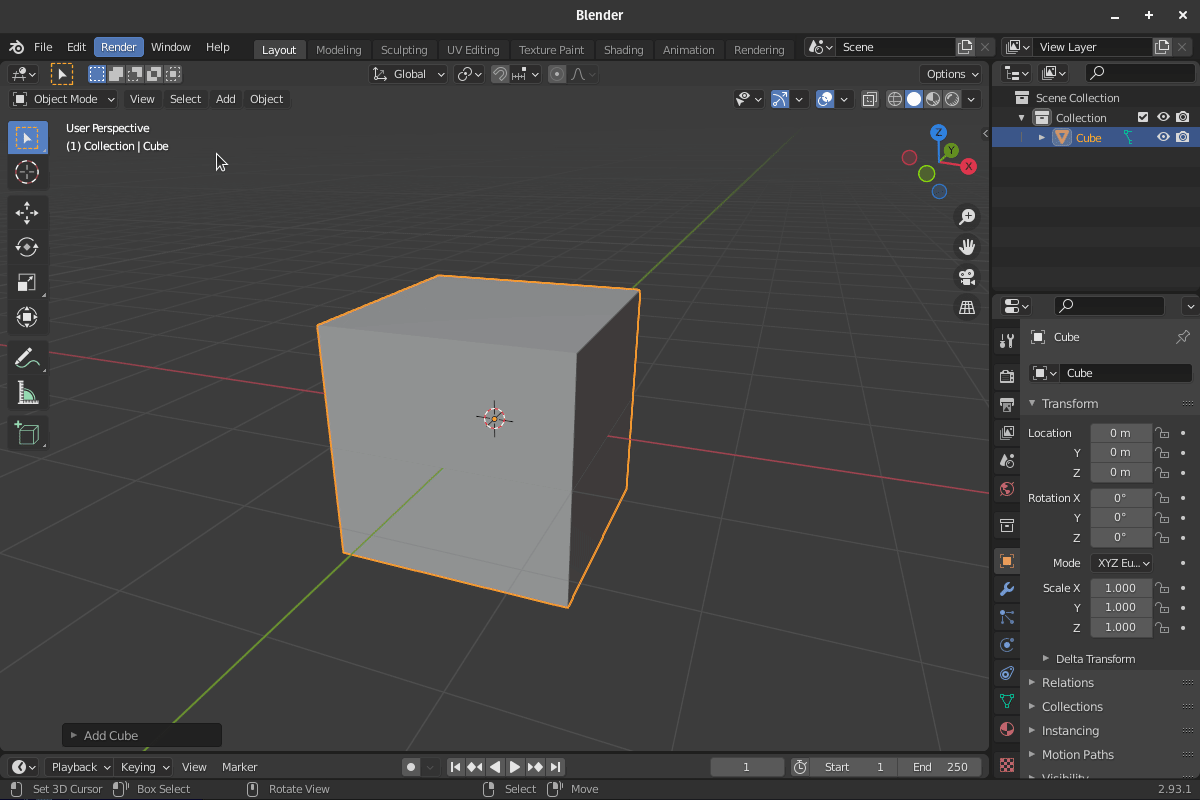 Blender
File Edit Render Window Help Layout Modeling Sculpting UV Editing Texture Paint Shading Animation Rendering Scene View Layer
Global Options
Object Mode View Select Add Object
User Perspective
(1) Collection | Cube
Z
Y
X
Scene Collection
Collection
Cube
Cube
Cube
Transform
Location 0 m
Y 0 m
Z 0 m
Rotation X 0°
Y 0°
Z 0°
Mode XYZ Eu...
Scale X 1.000
Y 1.000
Z 1.000
Delta Transform
Relations
Collections
Instancing
Motion Paths
Visibility
Add Cube
Playback Keying View Marker 1 Start 1 End 250
Set 3D Cursor Box Select Rotate View Select Move 2.93.1